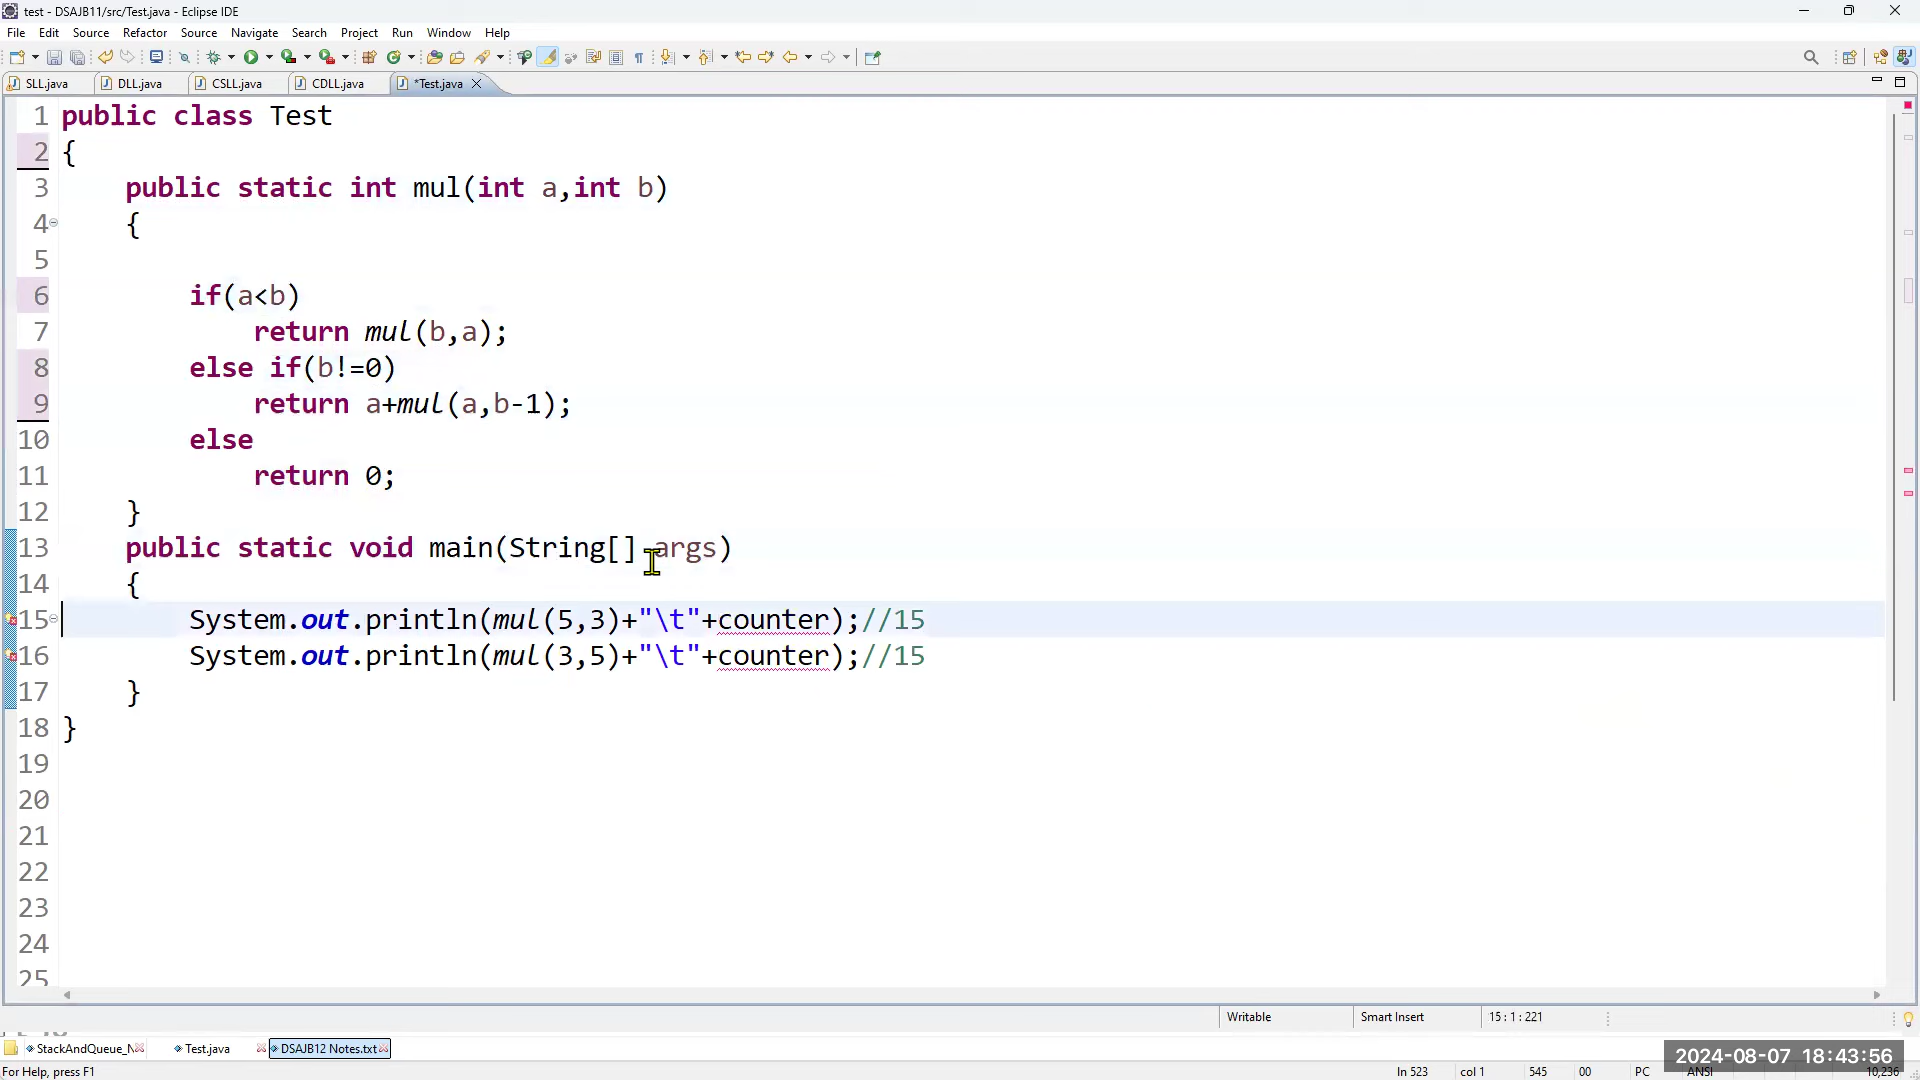 test - DSAJB11/src/Test.java - Eclipse IDE
File Edit Source Refactor Source Navigate Search Project Run Window Help
SLL.java DLL.java CSLL.java CDLL.java *Test.java
1 public class Test
2 {
3 public static int mul(int a,int b)
4 {
5
6 if(a<b)
7 return mul(b,a);
8 else if(b!=0)
9 return a+mul(a,b-1);
10 else
11 return 0;
12 }
13 public static void main(String[] args)
14 {
15 System.out.println(mul(5,3)+"\t"+counter);//15
16 System.out.println(mul(3,5)+"\t"+counter);//15
17 }
18 }
19
20
21
22
23
24
25
Writable Smart Insert 15 : 1 : 221
StackAndQueue_N Test.java DSAJB12 Notes.txt
2024-08-07 18:43:56
For Help, press F1 ln 523 col 1 545 00 PC ANSI 10,236